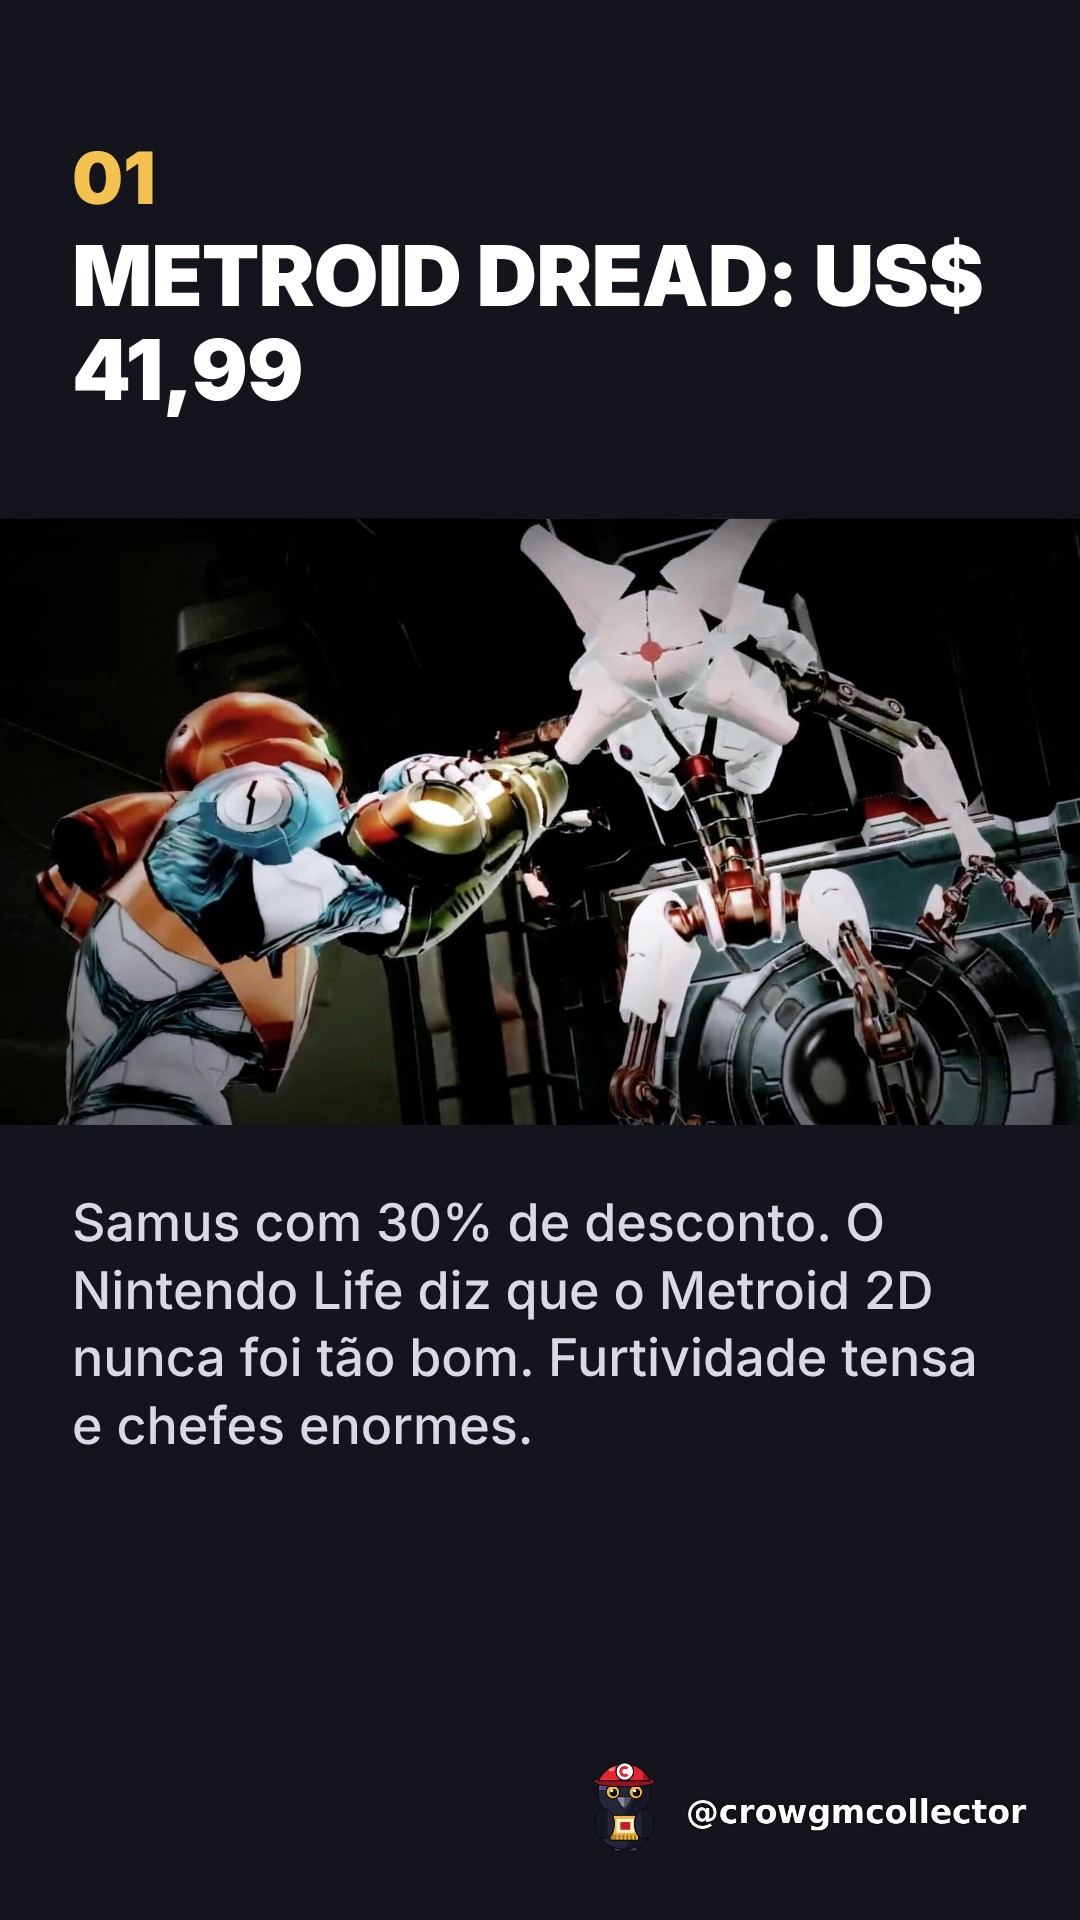 01
METROID DREAD: US$
41,99
Samus com 30% de desconto. O
Nintendo Life diz que o Metroid 2D
nunca foi tão bom. Furtividade tensa
e chefes enormes.
C
@crowgmcollector